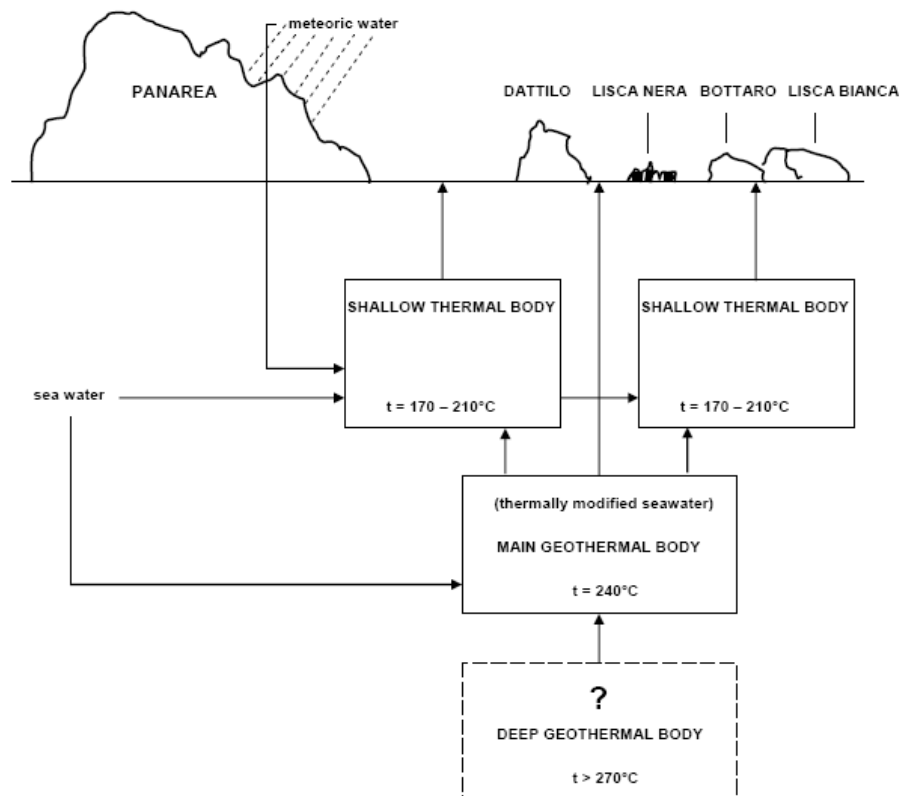 meteoric water
PANAREA
DATTILO
LISCA NERA
BOTTARO
LISCA BIANCA
SHALLOW THERMAL BODY
t = 170 – 210°C
SHALLOW THERMAL BODY
t = 170 – 210°C
sea water
(thermally modified seawater)
MAIN GEOTHERMAL BODY
t = 240°C
?
DEEP GEOTHERMAL BODY
t > 270°C